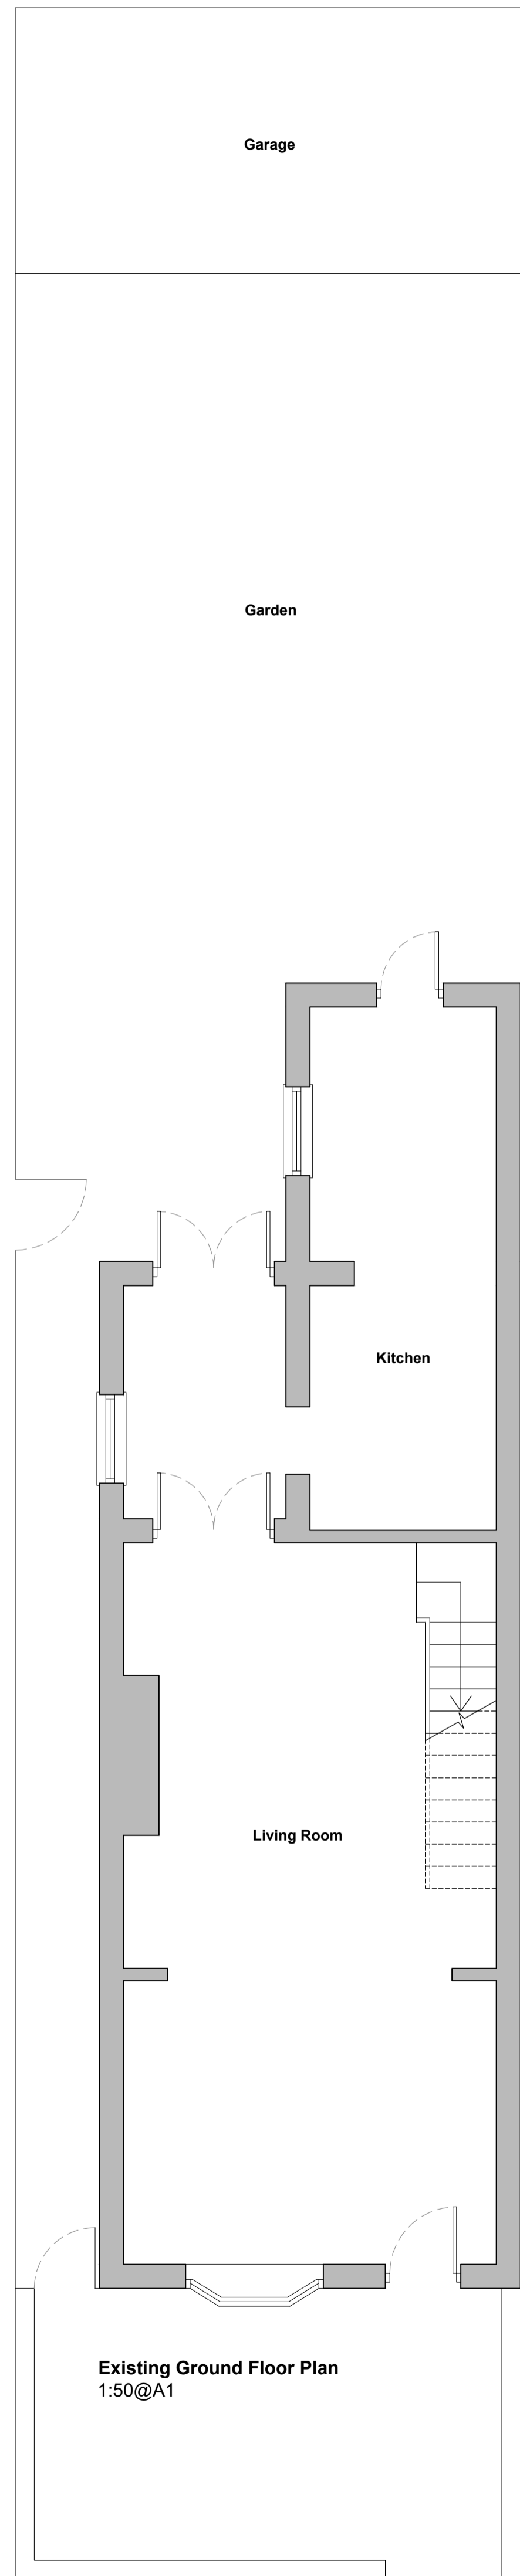 Garage
Garden
Kitchen
Living Room
Existing Ground Floor Plan
1:50@A1